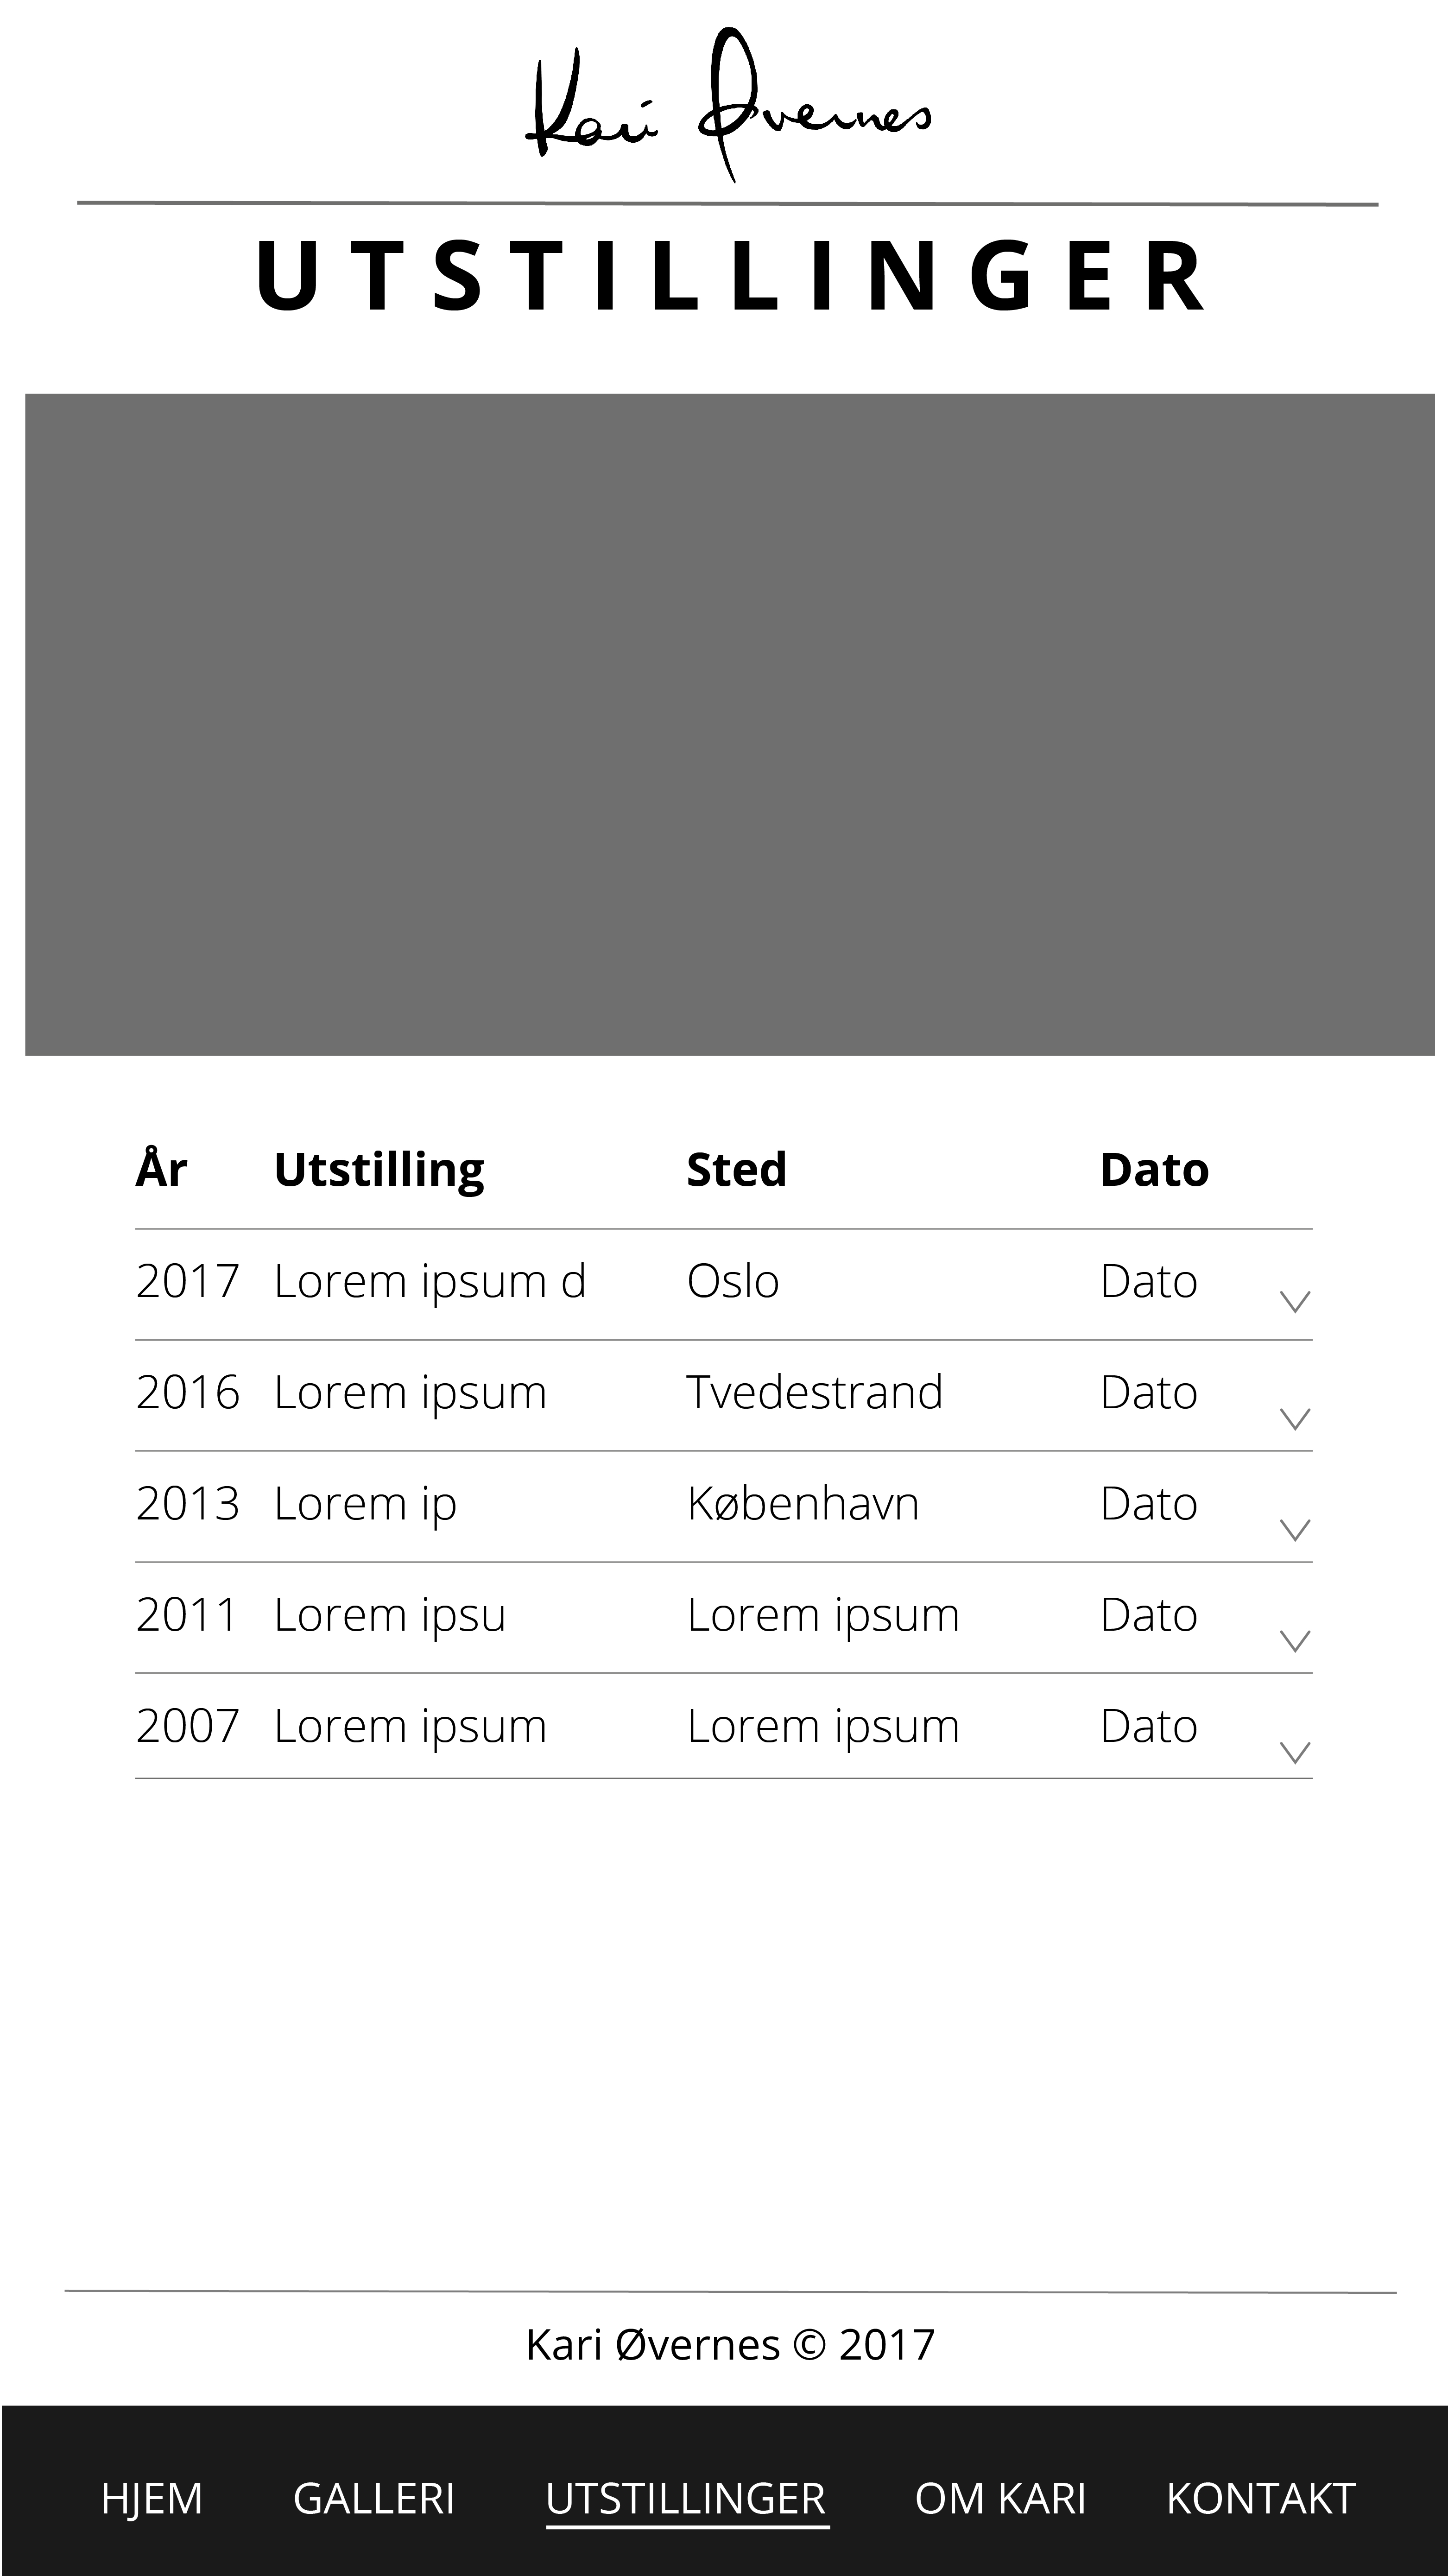 Kari Øvernes
UTSTILLINGER
År Utstilling Sted Dato
2017 Lorem ipsum d Oslo Dato
2016 Lorem ipsum Tvedestrand Dato
2013 Lorem ip København Dato
2011 Lorem ipsu Lorem ipsum Dato
2007 Lorem ipsum Lorem ipsum Dato
Kari Øvernes © 2017
HJEM GALLERI UTSTILLINGER OM KARI KONTAKT